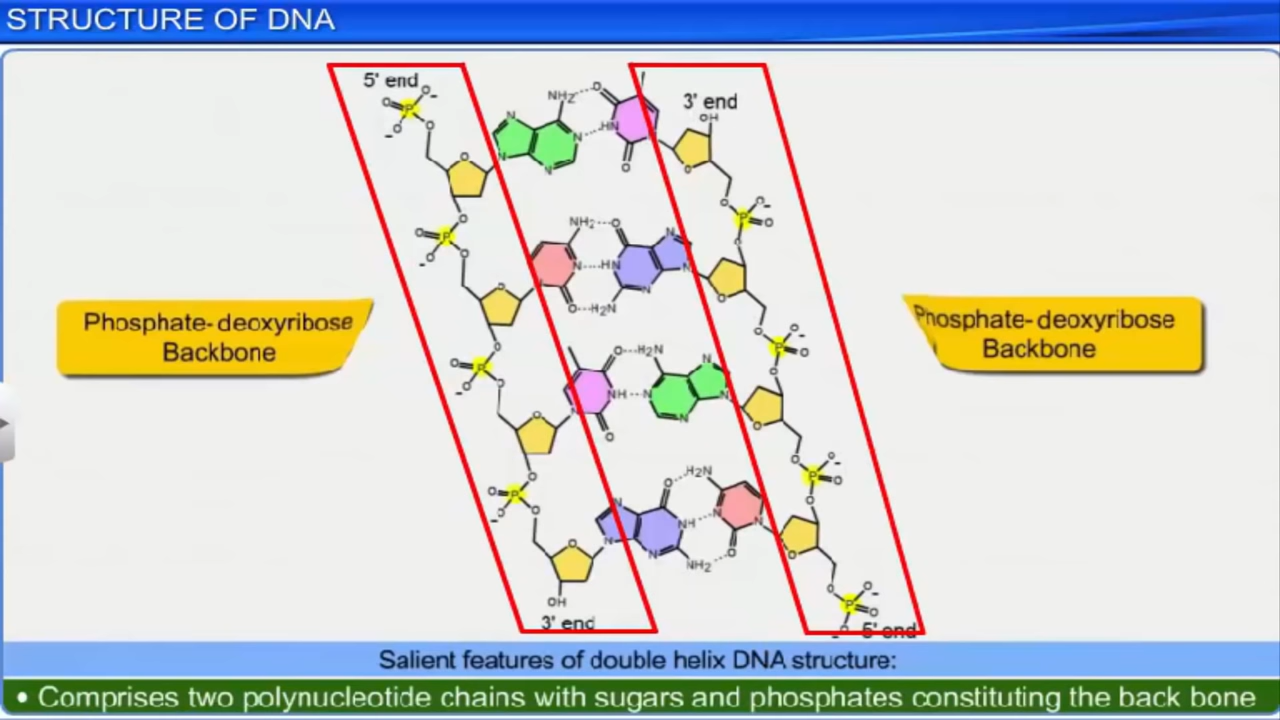 STRUCTURE OF DNA
5' end
3' end
Phosphate-deoxyribose
Backbone
Phosphate-deoxyribose
Backbone
3' end
5' end
Salient features of double helix DNA structure:
• Comprises two polynucleotide chains with sugars and phosphates constituting the back bone